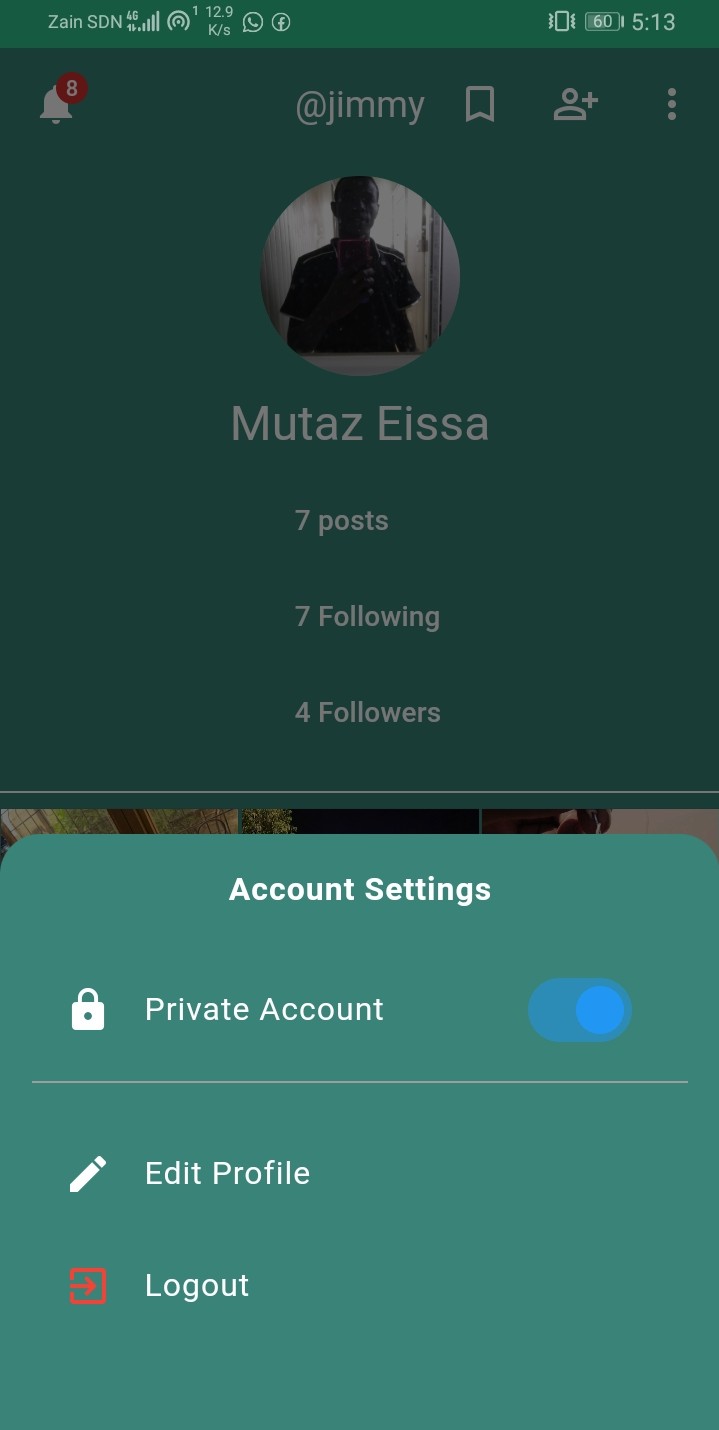 Zain SDN 4G 1 12.9 K/s 60 5:13
8 @jimmy
Mutaz Eissa
7 posts
7 Following
4 Followers
Account Settings
Private Account
Edit Profile
Logout